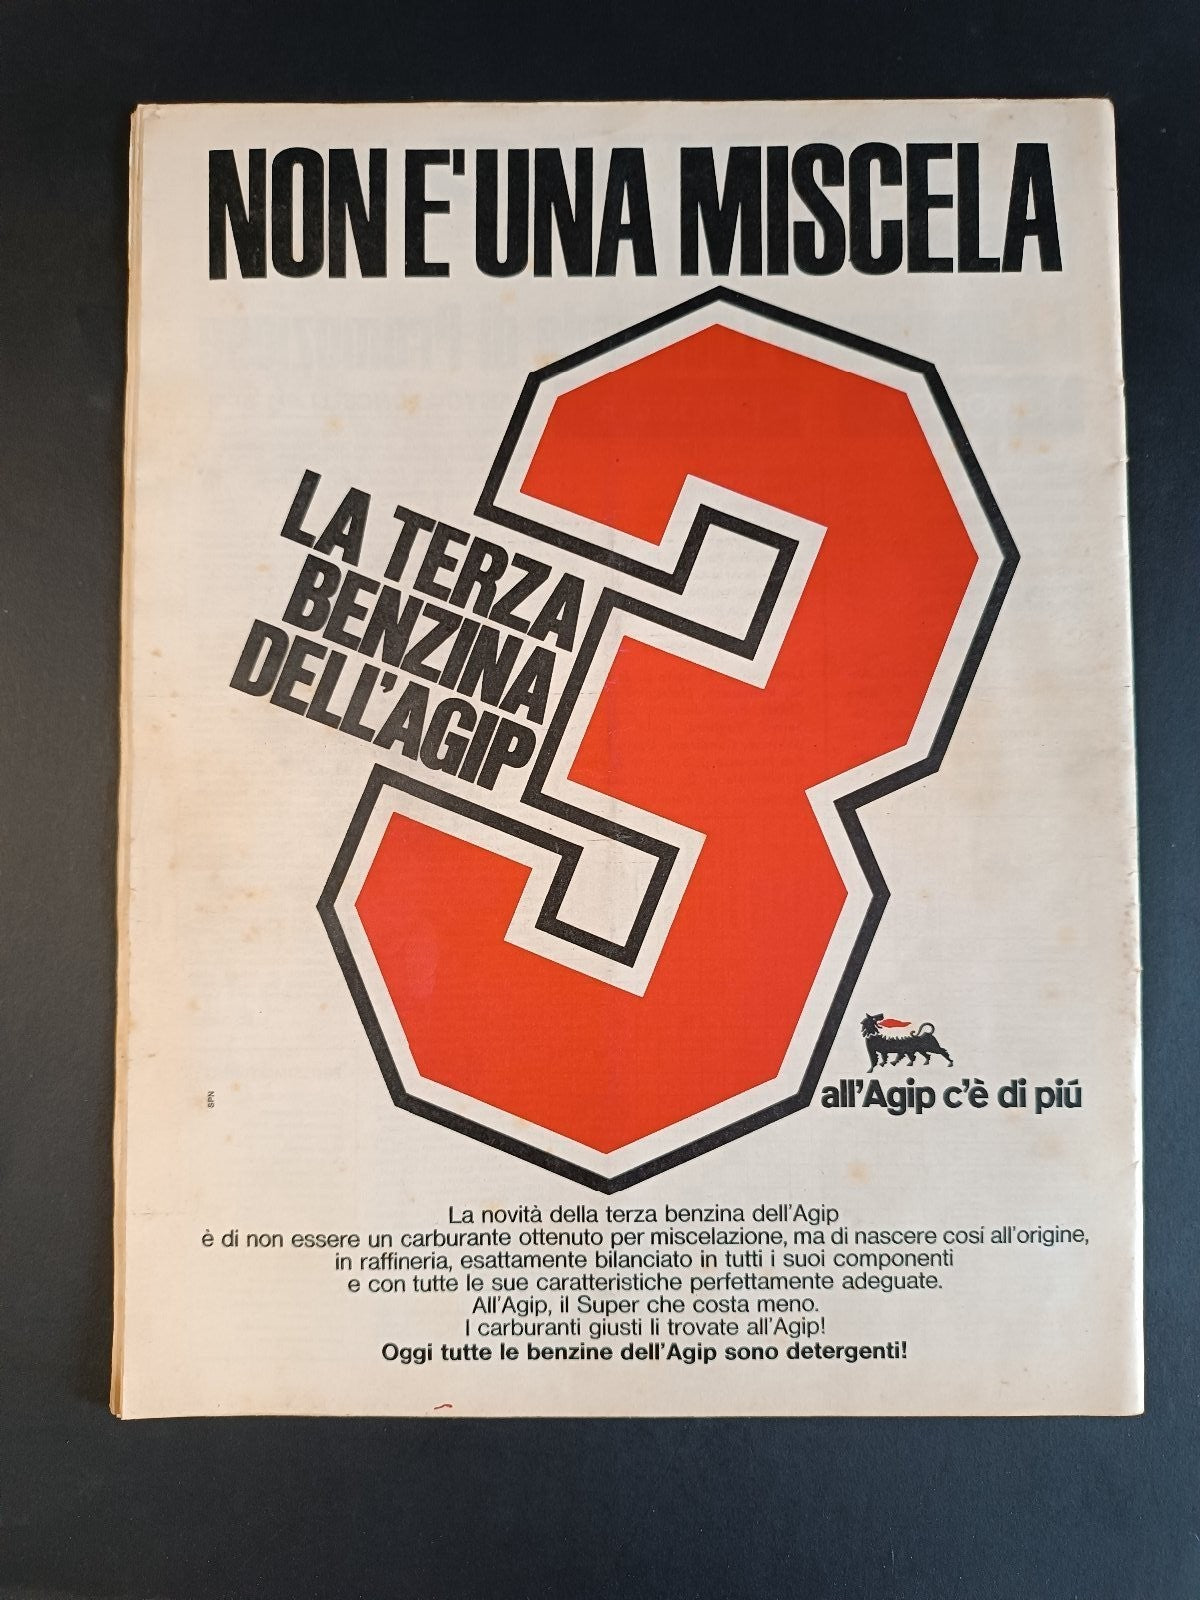 NON E' UNA MISCELA
3
LA TERZA
BENZINA
DELL'AGIP
all'Agip c'è di piú
SPN
La novità della terza benzina dell'Agip
è di non essere un carburante ottenuto per miscelazione, ma di nascere cosí all'origine,
in raffineria, esattamente bilanciato in tutti i suoi componenti
e con tutte le sue caratteristiche perfettamente adeguate.
All'Agip, il Super che costa meno.
I carburanti giusti li trovate all'Agip!
Oggi tutte le benzine dell'Agip sono detergenti!